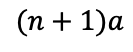 (n + 1)a